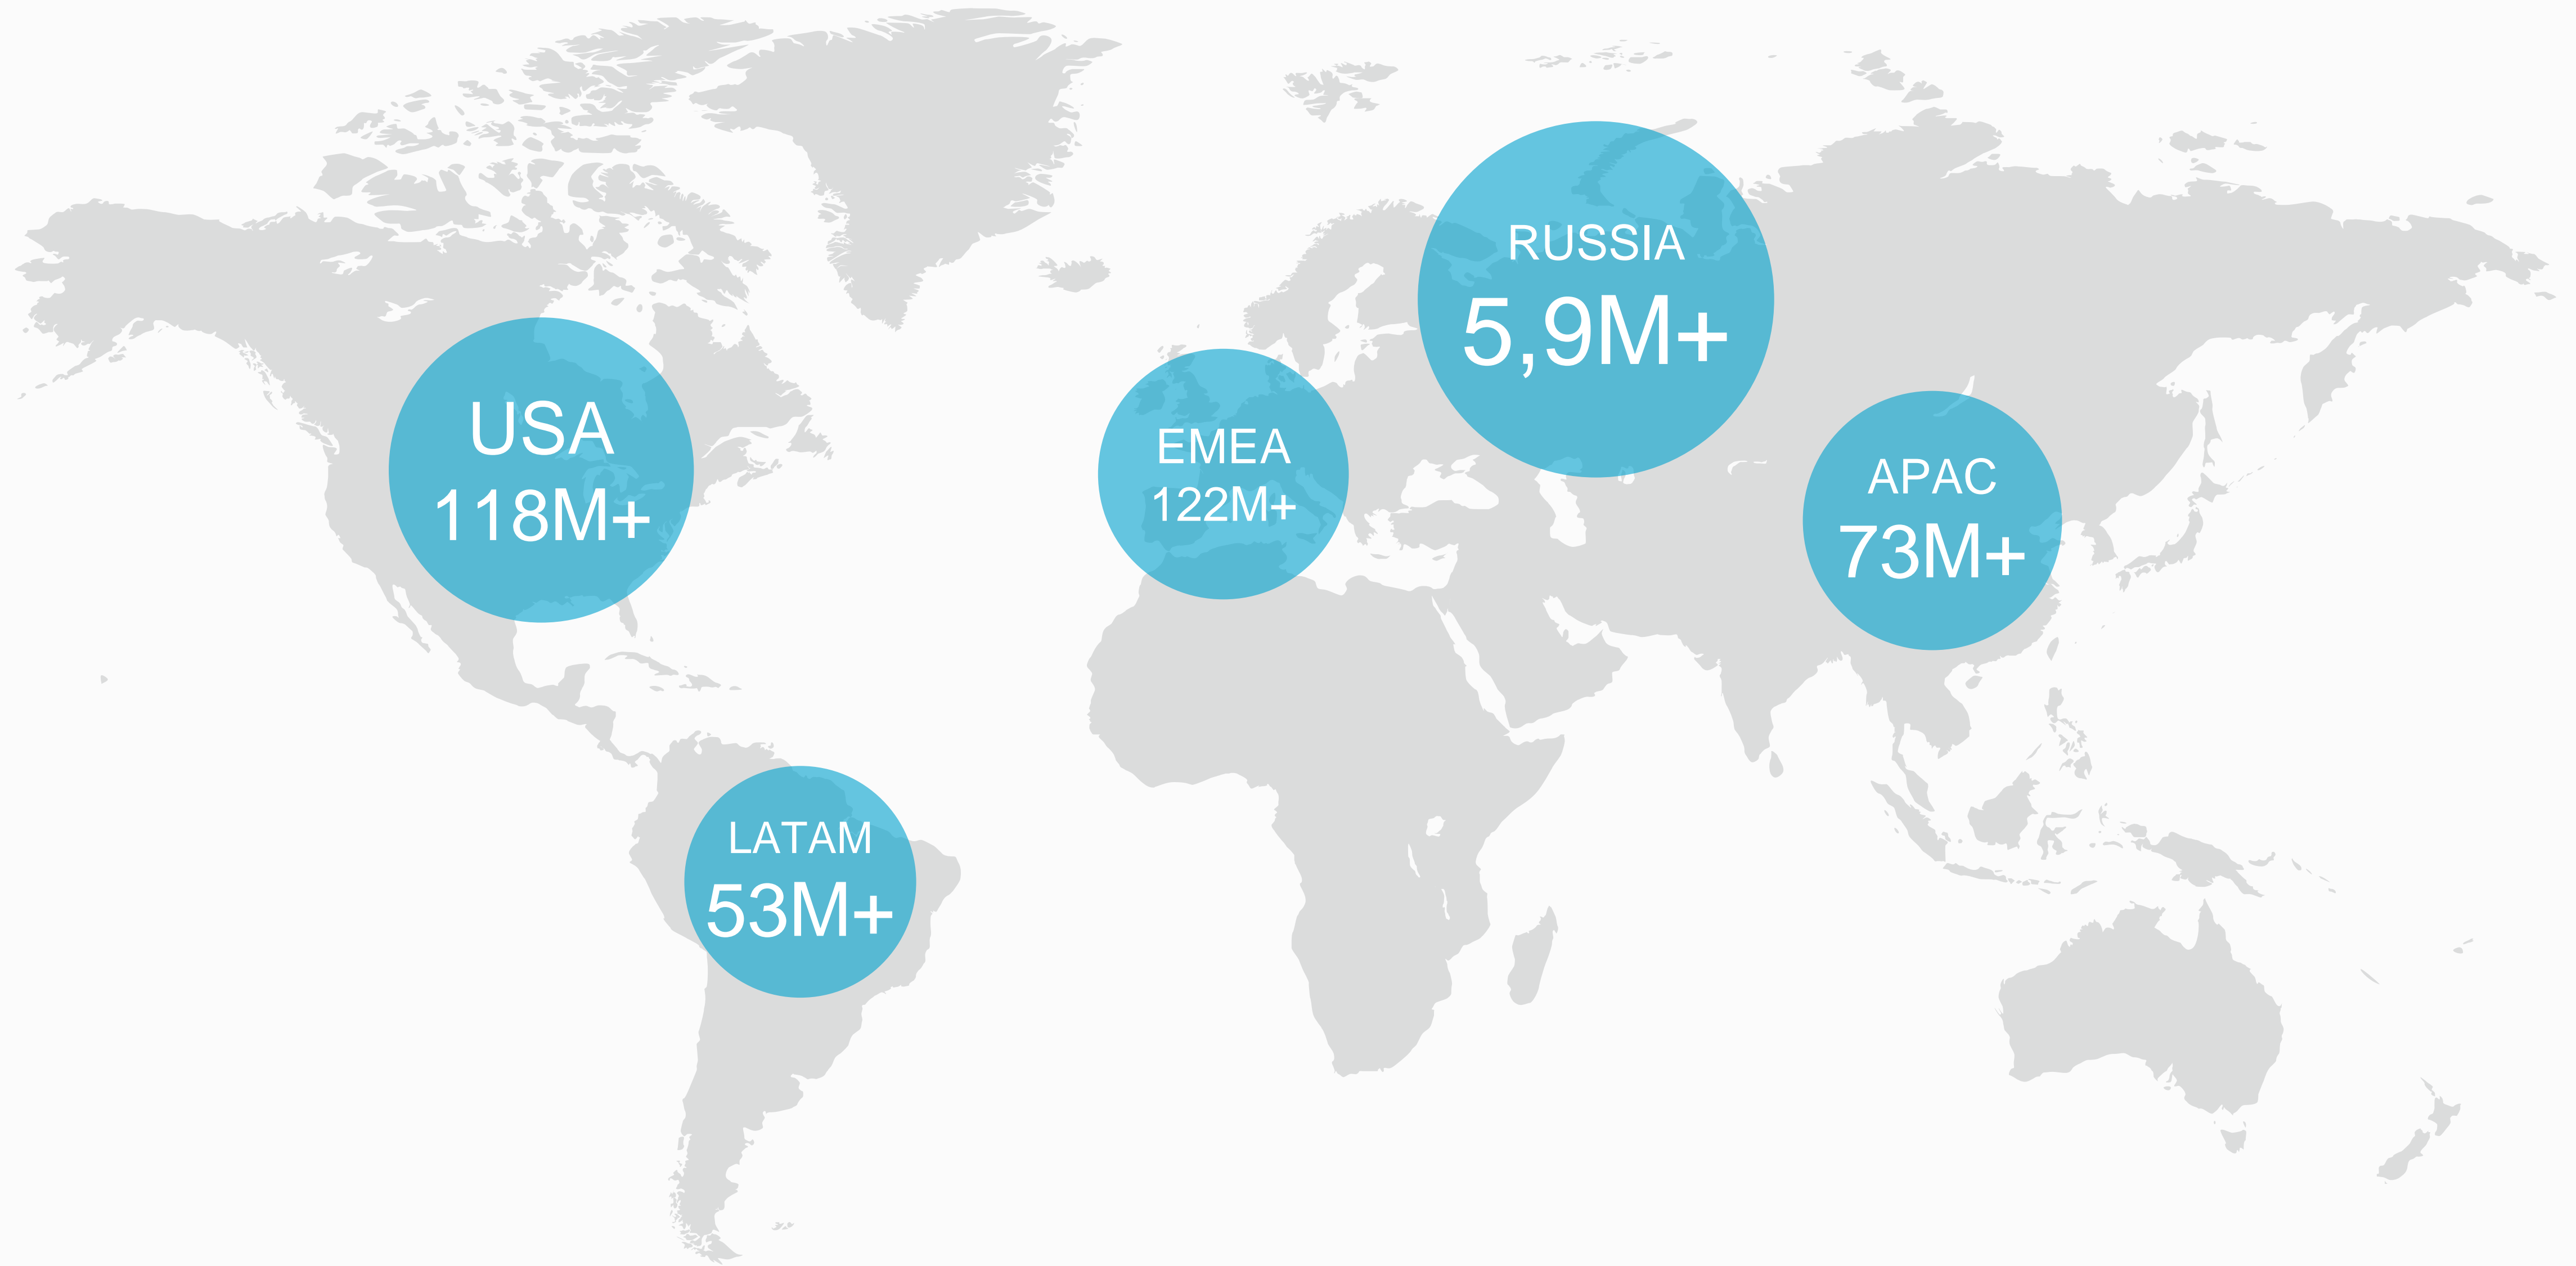 USA
118M+
LATAM
53M+
EMEA
122M+
RUSSIA
5,9M+
APAC
73M+